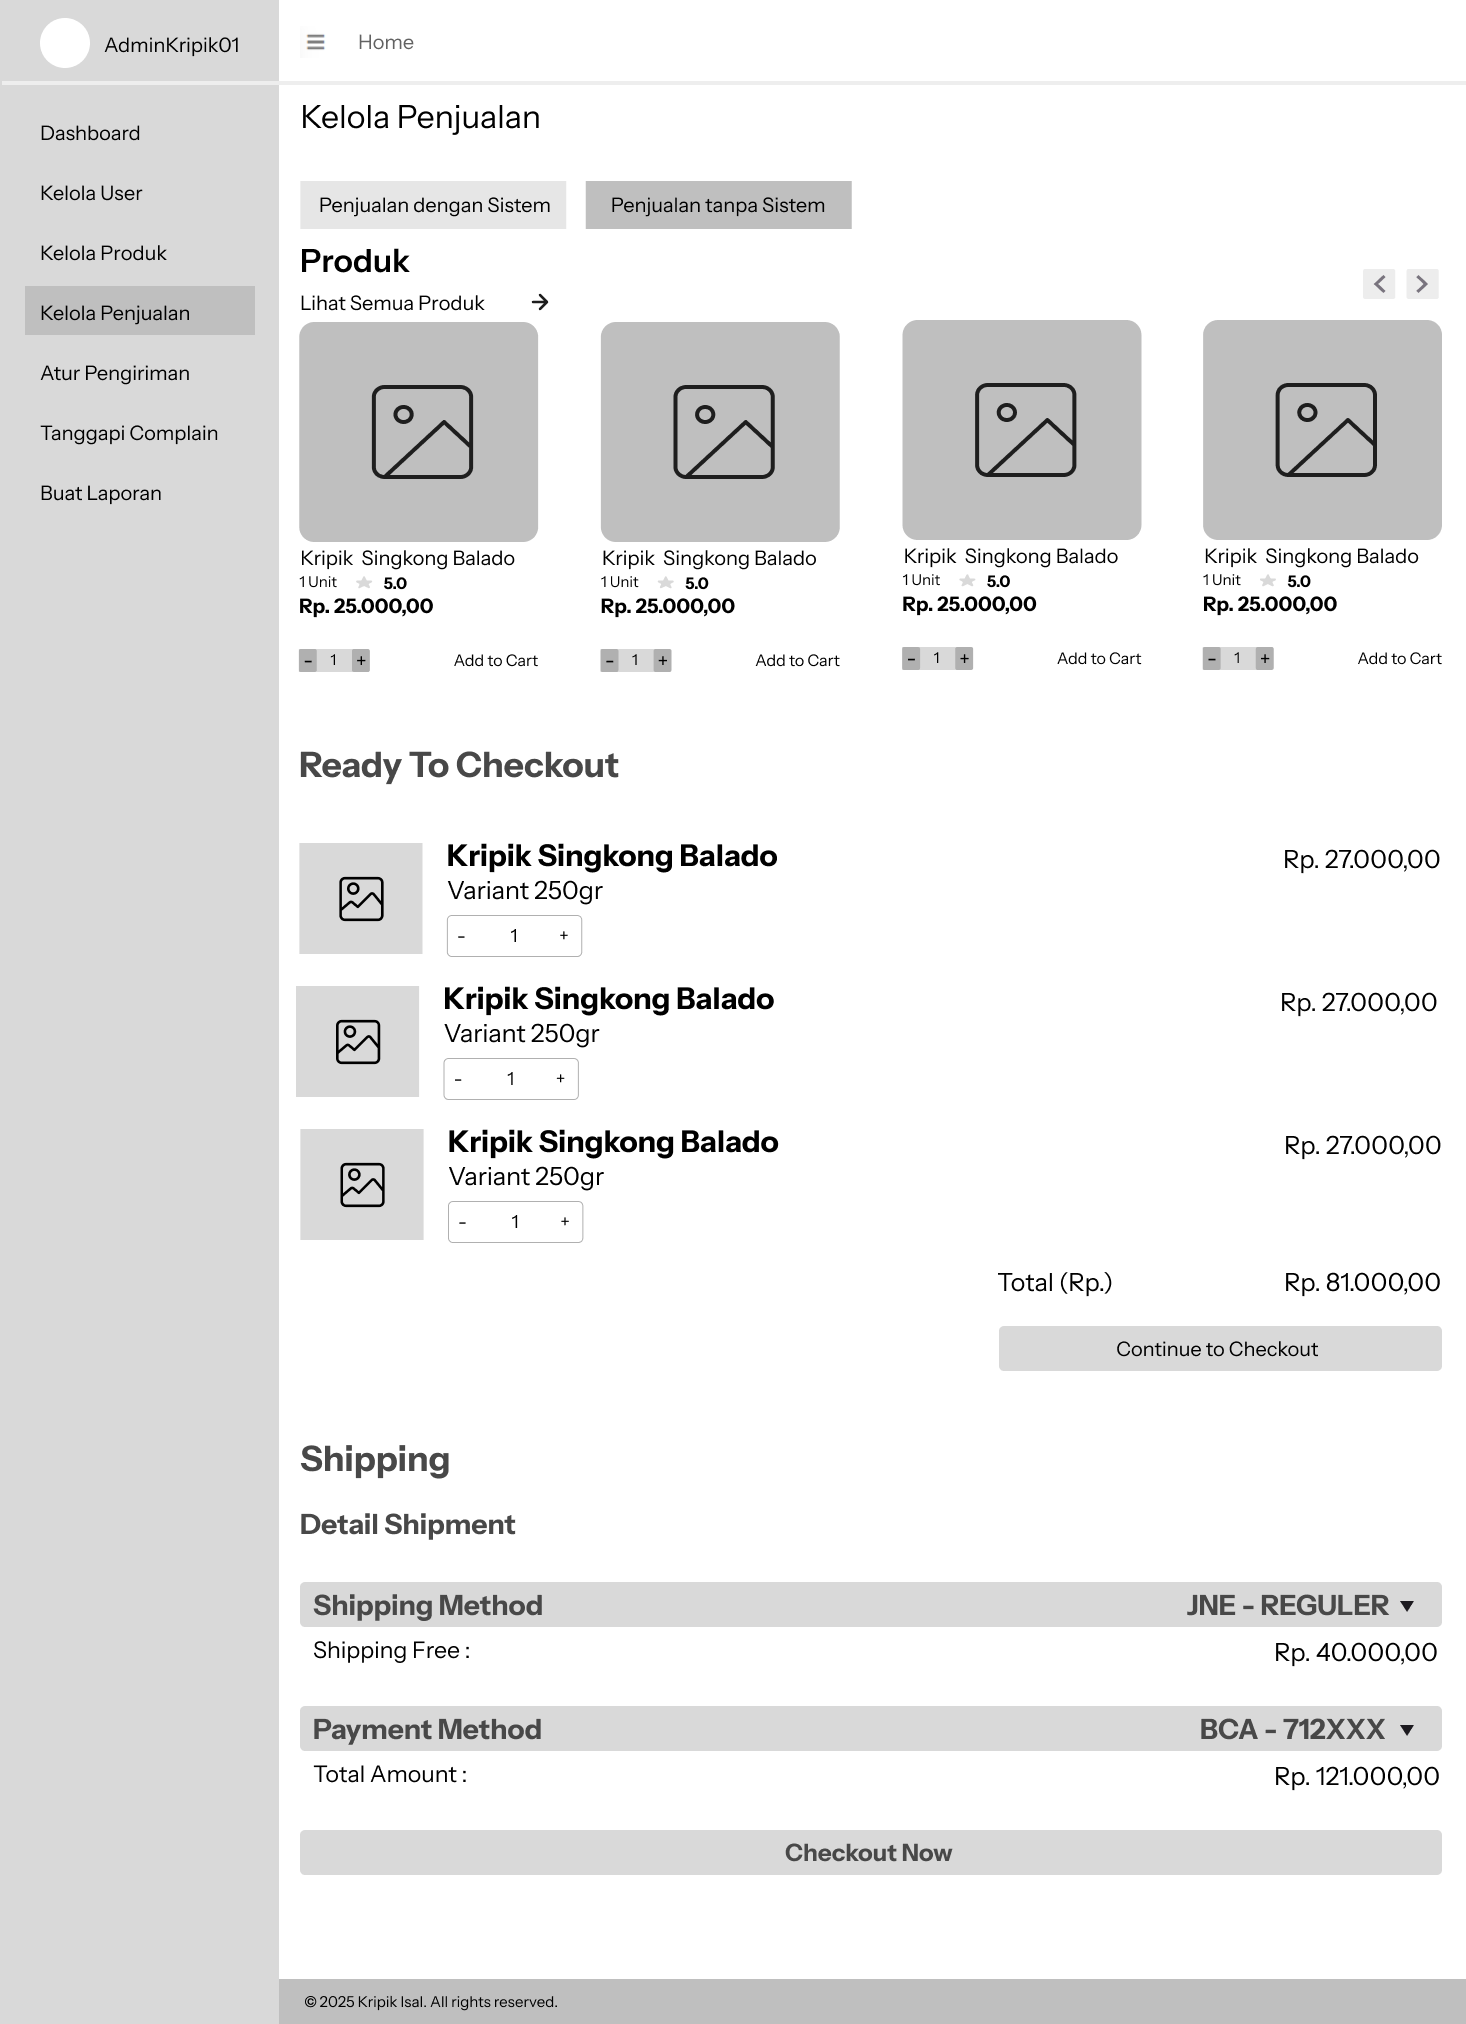 AdminKripik01
Home
Dashboard
Kelola User
Kelola Produk
Kelola Penjualan
Atur Pengiriman
Tanggapi Complain
Buat Laporan
Kelola Penjualan
Penjualan dengan Sistem
Penjualan tanpa Sistem
Produk
Lihat Semua Produk
Kripik Singkong Balado
1 Unit 5.0
Rp. 25.000,00
- 1 + Add to Cart
Kripik Singkong Balado
1 Unit 5.0
Rp. 25.000,00
- 1 + Add to Cart
Kripik Singkong Balado
1 Unit 5.0
Rp. 25.000,00
- 1 + Add to Cart
Kripik Singkong Balado
1 Unit 5.0
Rp. 25.000,00
- 1 + Add to Cart
Ready To Checkout
Kripik Singkong Balado Rp. 27.000,00
Variant 250gr
- 1 +
Kripik Singkong Balado Rp. 27.000,00
Variant 250gr
- 1 +
Kripik Singkong Balado Rp. 27.000,00
Variant 250gr
- 1 +
Total (Rp.) Rp. 81.000,00
Continue to Checkout
Shipping
Detail Shipment
Shipping Method JNE - REGULER
Shipping Free : Rp. 40.000,00
Payment Method BCA - 712XXX
Total Amount : Rp. 121.000,00
Checkout Now
© 2025 Kripik Isal. All rights reserved.